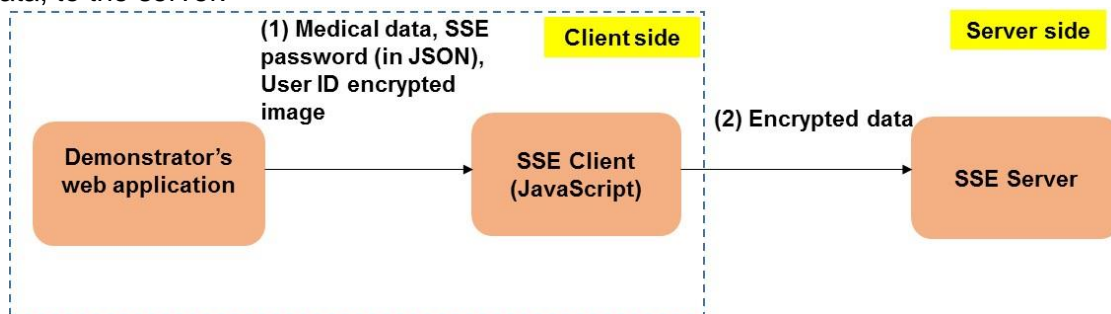 (1) Medical data, SSE
password (in JSON),
User ID encrypted
image
Client side
Server side
(2) Encrypted data
Demonstrator's
web application
SSE Client
(JavaScript)
SSE Server